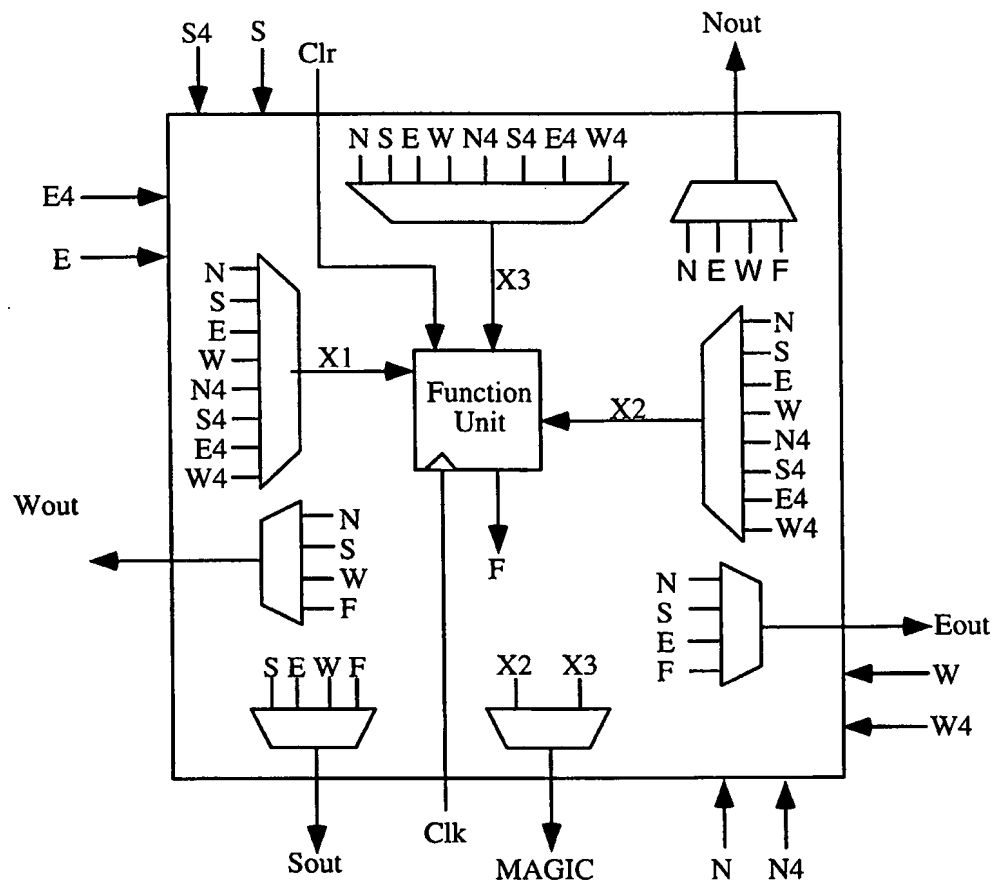 S4 S Clr Nout
N S E W N4 S4 E4 W4
E4
E
N E W F
X3
N
S
E
W
N4
S4
E4
W4
X1
Function
Unit
X2
N
S
E
W
N4
S4
E4
W4
Wout
N
S
W
F
F
N
S
E
F
Eout
W
W4
S E W F
X2 X3
Sout
Clk
MAGIC
N N4